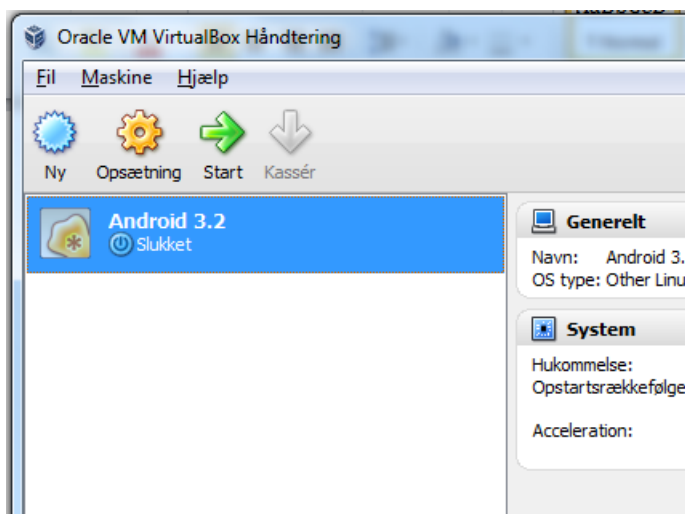 Oracle VM VirtualBox Håndtering
Fil Maskine Hjælp
Ny Opsætning Start Kassér
Android 3.2
Slukket
Generelt
Navn: Android 3.
OS type: Other Linu
System
Hukommelse:
Opstartsrækkefølge
Acceleration: